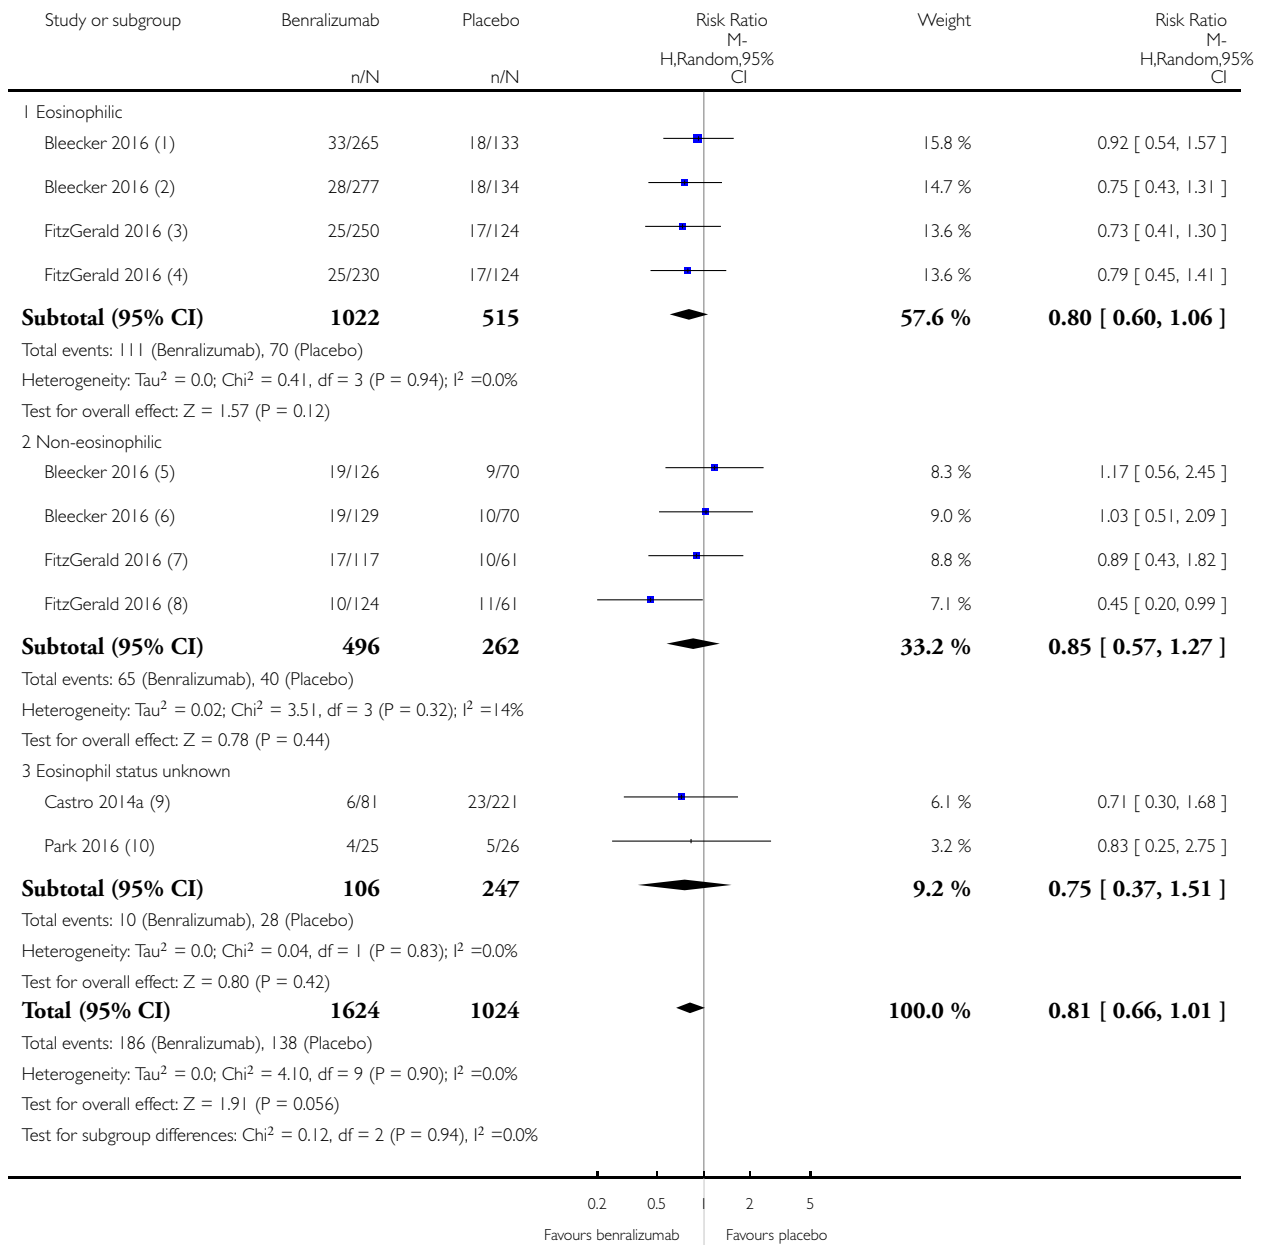 Study or subgroup Benralizumab Placebo Risk Ratio Weight Risk Ratio
M- M-
H,Random,95% H,Random,95%
n/N n/N CI CI
1 Eosinophilic
Bleecker 2016 (1) 33/265 18/133 15.8 % 0.92 [ 0.54, 1.57 ]
Bleecker 2016 (2) 28/277 18/134 14.7 % 0.75 [ 0.43, 1.31 ]
FitzGerald 2016 (3) 25/250 17/124 13.6 % 0.73 [ 0.41, 1.30 ]
FitzGerald 2016 (4) 25/230 17/124 13.6 % 0.79 [ 0.45, 1.41 ]
Subtotal (95% CI) 1022 515 57.6 % 0.80 [ 0.60, 1.06 ]
Total events: 111 (Benralizumab), 70 (Placebo)
Heterogeneity: Tau² = 0.0; Chi² = 0.41, df = 3 (P = 0.94); I² =0.0%
Test for overall effect: Z = 1.57 (P = 0.12)
2 Non-eosinophilic
Bleecker 2016 (5) 19/126 9/70 8.3 % 1.17 [ 0.56, 2.45 ]
Bleecker 2016 (6) 19/129 10/70 9.0 % 1.03 [ 0.51, 2.09 ]
FitzGerald 2016 (7) 17/117 10/61 8.8 % 0.89 [ 0.43, 1.82 ]
FitzGerald 2016 (8) 10/124 11/61 7.1 % 0.45 [ 0.20, 0.99 ]
Subtotal (95% CI) 496 262 33.2 % 0.85 [ 0.57, 1.27 ]
Total events: 65 (Benralizumab), 40 (Placebo)
Heterogeneity: Tau² = 0.02; Chi² = 3.51, df = 3 (P = 0.32); I² =14%
Test for overall effect: Z = 0.78 (P = 0.44)
3 Eosinophil status unknown
Castro 2014a (9) 6/81 23/221 6.1 % 0.71 [ 0.30, 1.68 ]
Park 2016 (10) 4/25 5/26 3.2 % 0.83 [ 0.25, 2.75 ]
Subtotal (95% CI) 106 247 9.2 % 0.75 [ 0.37, 1.51 ]
Total events: 10 (Benralizumab), 28 (Placebo)
Heterogeneity: Tau² = 0.0; Chi² = 0.04, df = 1 (P = 0.83); I² =0.0%
Test for overall effect: Z = 0.80 (P = 0.42)
Total (95% CI) 1624 1024 100.0 % 0.81 [ 0.66, 1.01 ]
Total events: 186 (Benralizumab), 138 (Placebo)
Heterogeneity: Tau² = 0.0; Chi² = 4.10, df = 9 (P = 0.90); I² =0.0%
Test for overall effect: Z = 1.91 (P = 0.056)
Test for subgroup differences: Chi² = 0.12, df = 2 (P = 0.94), I² =0.0%
0.2 0.5 1 2 5
Favours benralizumab Favours placebo